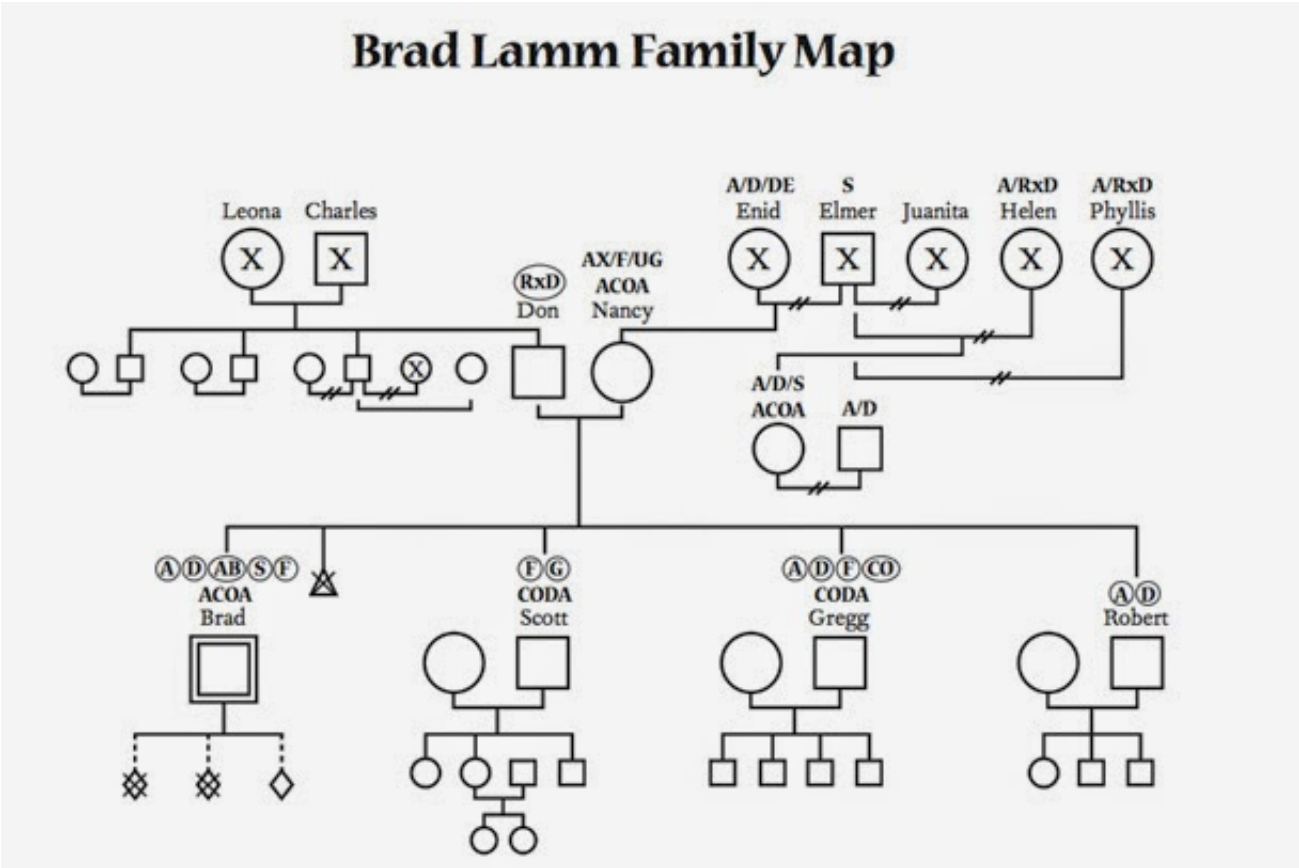 Brad Lamm Family Map
A/D/DE S A/RxD A/RxD
Leona Charles Enid Elmer Juanita Helen Phyllis
X X X X X X X
AX/F/UG
RxD ACOA
Don Nancy
X
A/D/S
ACOA A/D
A D AB S F F G A D F CO
ACOA CODA CODA A D
Brad Scott Gregg Robert